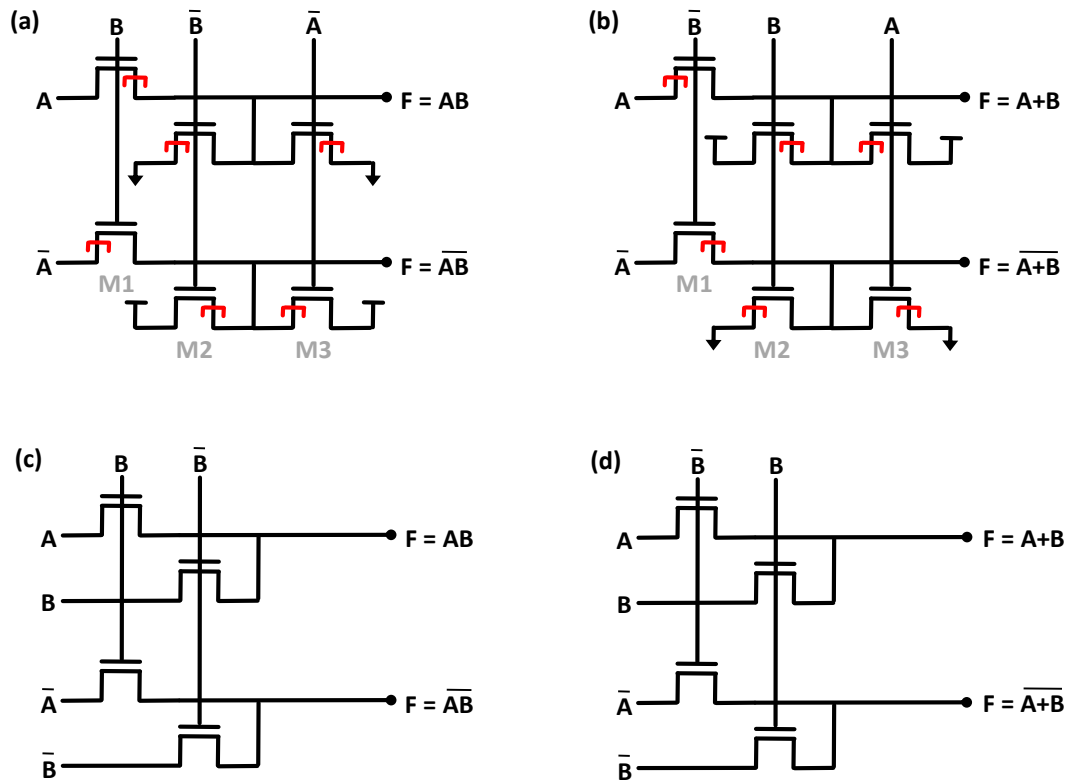 (a) B B̅ A̅
A F = AB
A̅ F = A̅B̅
M1
M2 M3
(b) B̅ B A
A F = A+B
A̅ F = A̅+̅B̅
M1
M2 M3
(c) B B̅
A F = AB
B
A̅ F = A̅B̅
B̅
(d) B̅ B
A F = A+B
B
A̅ F = A̅+̅B̅
B̅